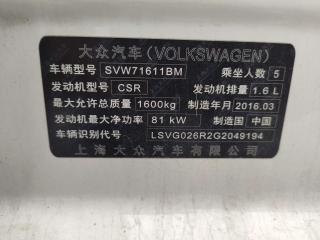 大众汽车(VOLKSWAGEN)
车辆型号 SVW71611BM 乘坐人数 5
发动机型号 CSR 发动机排量 1.6 L
最大允许总质量 1600kg 制造年月 2016.03
发动机最大净功率 81 kW 制造国 中国
车辆识别代号 LSVG026R2G2049194
上海大众汽车有限公司